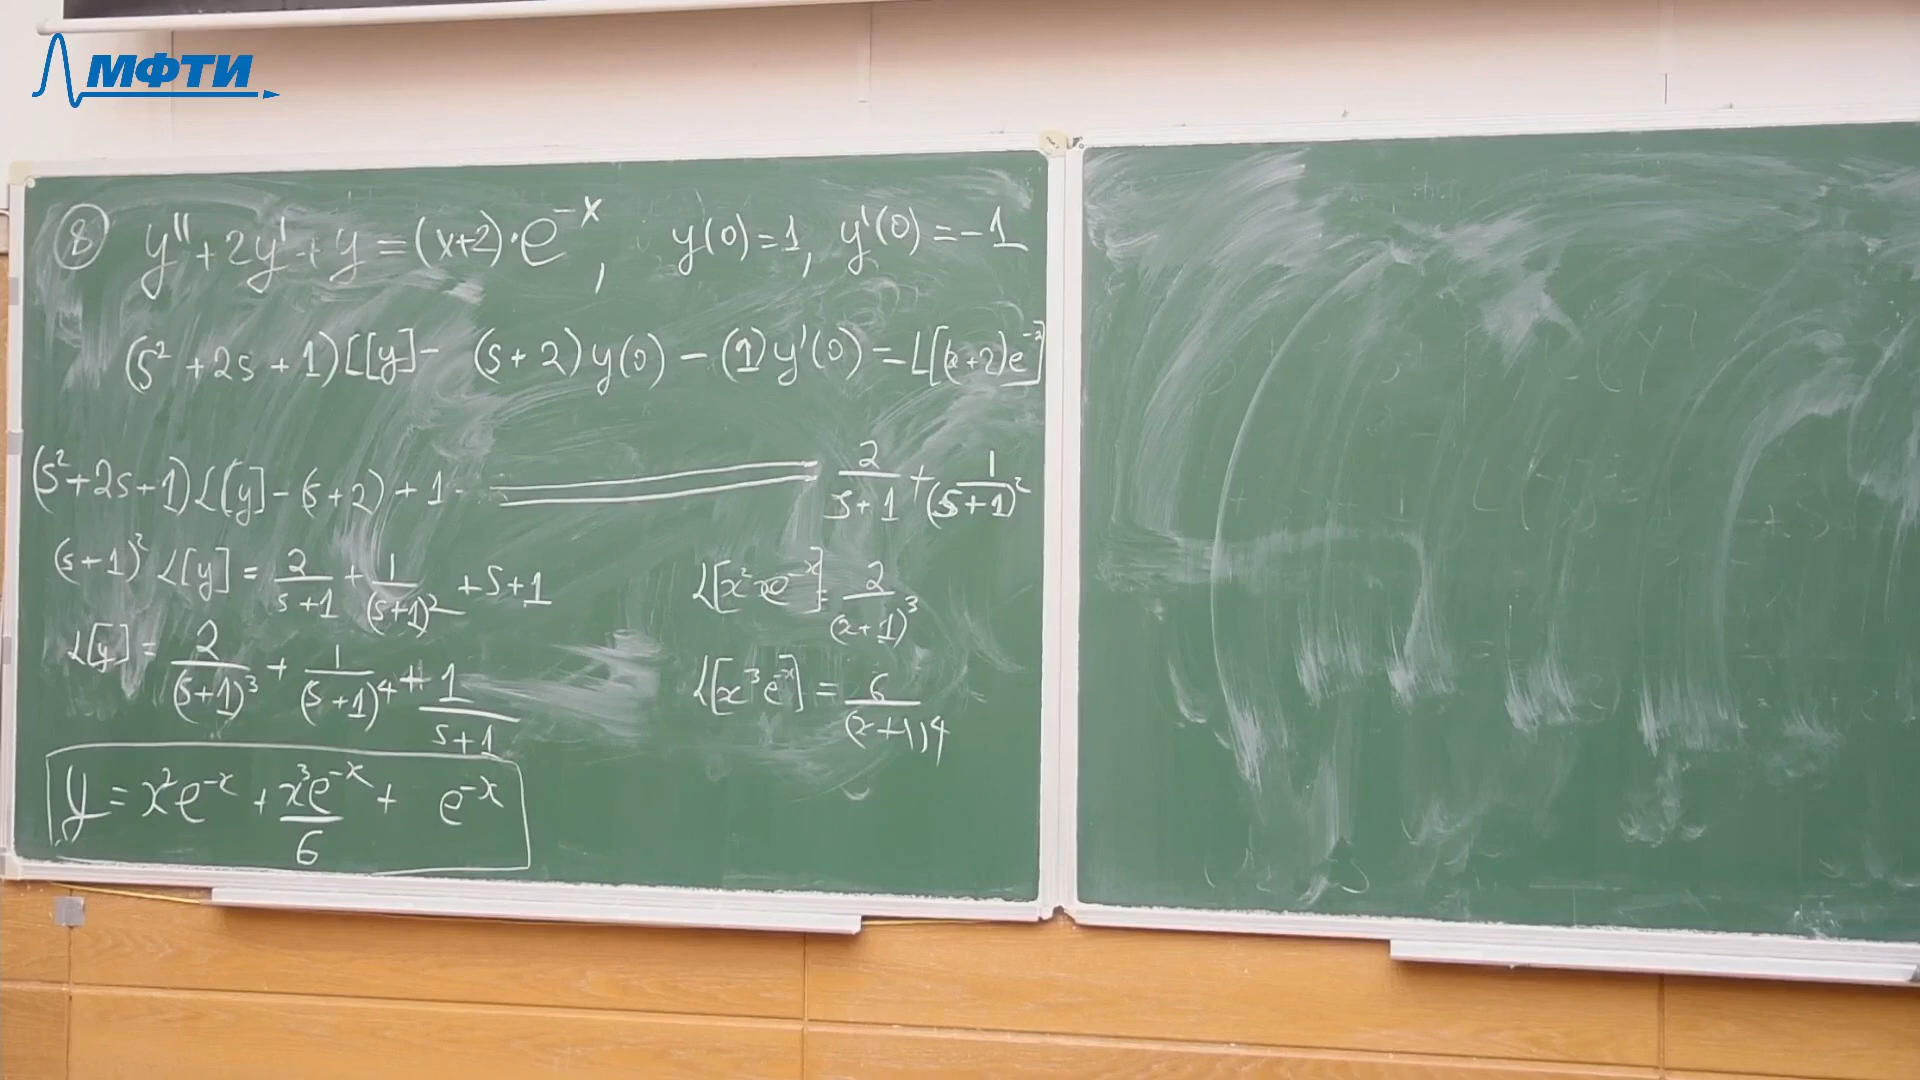 МФТИ
⑧ y'' + 2y' + y = (x+2)·e^{-x}, y(0)=1, y'(0)=-1
(s² + 2s + 1)L[y] - (s+2)y(0) - (1)y'(0) = L[(x+2)e^{-x}]
(s²+2s+1)L[y] - (s+2) + 1 = 2/(s+1) + 1/(s+1)²
(s+1)² L[y] = 2/(s+1) + 1/(s+1)² + s+1
L[y] = 2/(s+1)³ + 1/(s+1)⁴ + 1/(s+1)
y = x²e^{-x} + x³e^{-x}/6 + e^{-x}
= 2/(x+1)³
L[x³e^{-x}] = 6/(x+1)⁴